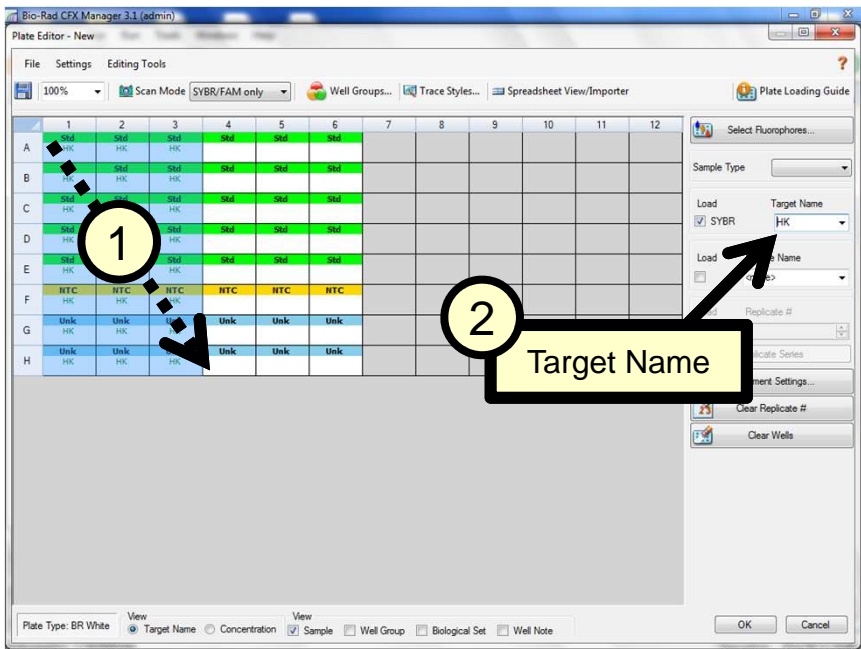 Bio-Rad CFX Manager 3.1 (admin)
Plate Editor - New
File Settings Editing Tools ?
100% Scan Mode SYBR/FAM only Well Groups... Trace Styles... Spreadsheet View/Importer Plate Loading Guide
1 2 3 4 5 6 7 8 9 10 11 12
Select Fluorophores...
A Std Std Std Std Std Std
HK HK HK
Sample Type
B Std Std Std Std Std
HK HK HK
Load Target Name
C Std Std Std Std Std
HK HK
SYBR HK
D Std Std Std Std Std
HK HK
Load Name
E Std Std Std Std Std
HK HK
1
F NTC NTC NTC NTC NTC NTC
HK HK HK
2
Replicate #
G Unk Unk Unk Unk Unk
HK HK
Target Name
H Unk Unk Unk Unk Unk
HK HK HK
Series
Settings...
Clear Replicate #
Clear Wells
Plate Type: BR White
View
Target Name Concentration
View
Sample Well Group Biological Set Well Note
OK Cancel